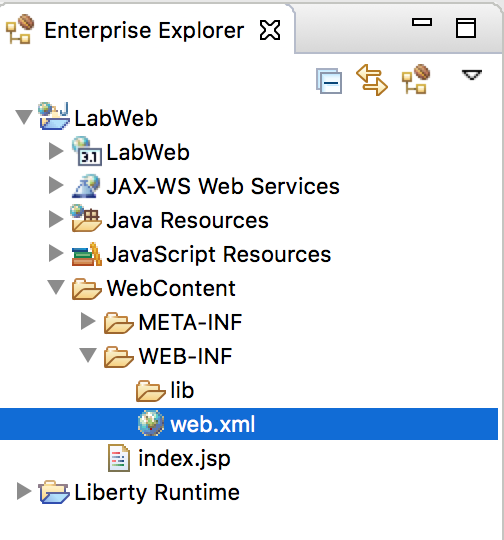 Enterprise Explorer
LabWeb
3.1 LabWeb
JAX-WS Web Services
Java Resources
JavaScript Resources
WebContent
META-INF
WEB-INF
lib
web.xml
index.jsp
Liberty Runtime